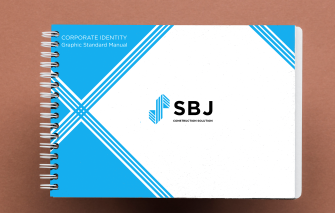 CORPORATE IDENTITY
Graphic Standard Manual
SBJ
CONSTRUCTION SOLUTION